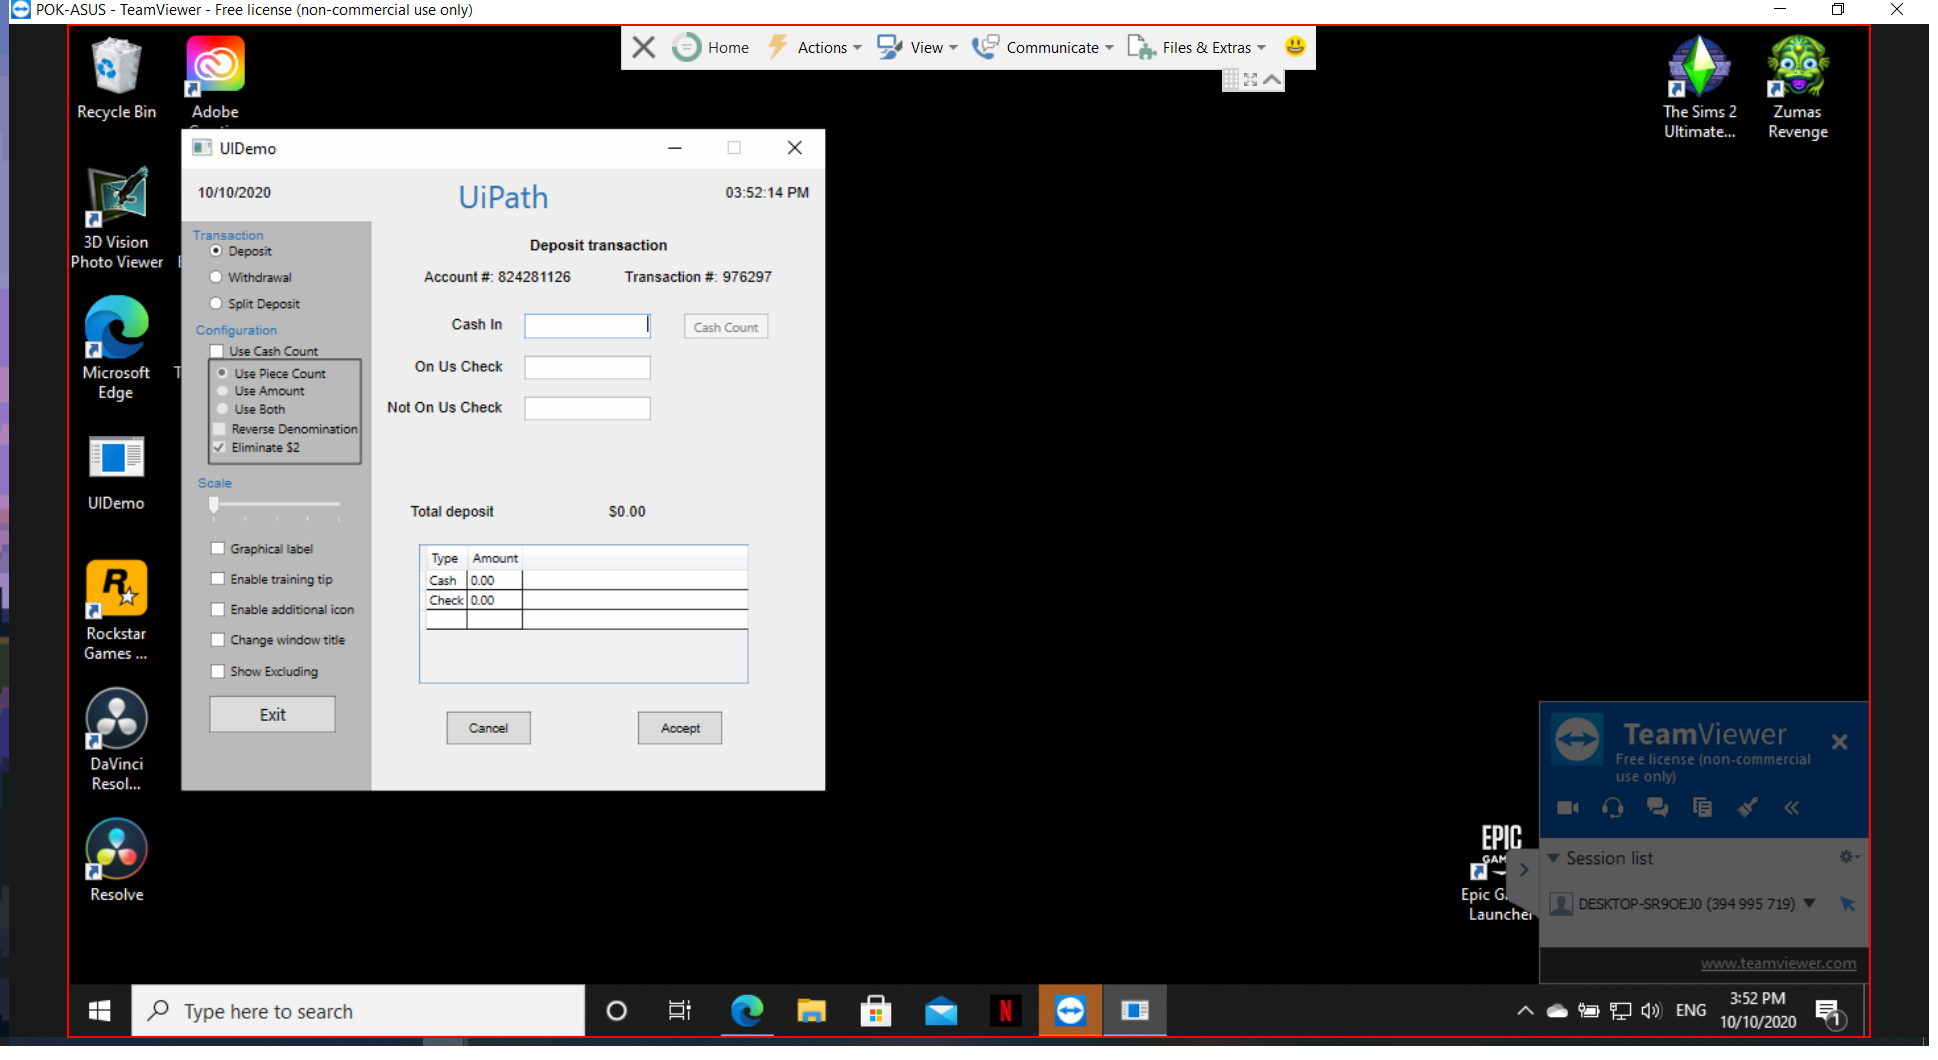 POK-ASUS - TeamViewer - Free license (non-commercial use only)
Home
Actions
View
Communicate
Files & Extras
Recycle Bin
Adobe
The Sims 2
Ultimate...
Zumas
Revenge
UIDemo
10/10/2020
UiPath
03:52:14 PM
Transaction
Deposit
Withdrawal
Split Deposit
Configuration
Use Cash Count
Use Piece Count
Use Amount
Use Both
Reverse Denomination
Eliminate $2
Scale
Graphical label
Enable training tip
Enable additional icon
Change window title
Show Excluding
Exit
Deposit transaction
Account #: 824281126
Transaction #: 976297
Cash In
Cash Count
On Us Check
Not On Us Check
Total deposit
$0.00
Type Amount
Cash 0.00
Check 0.00
Cancel
Accept
3D Vision
Photo Viewer
Microsoft
Edge
UIDemo
R
Rockstar
Games ...
DaVinci
Resol...
Resolve
EPIC
Epic G
Launcher
TeamViewer
Free license (non-commercial
use only)
Session list
DESKTOP-SR9OEJ0 (394 995 719)
www.teamviewer.com
Type here to search
N
ENG
3:52 PM
10/10/2020
1